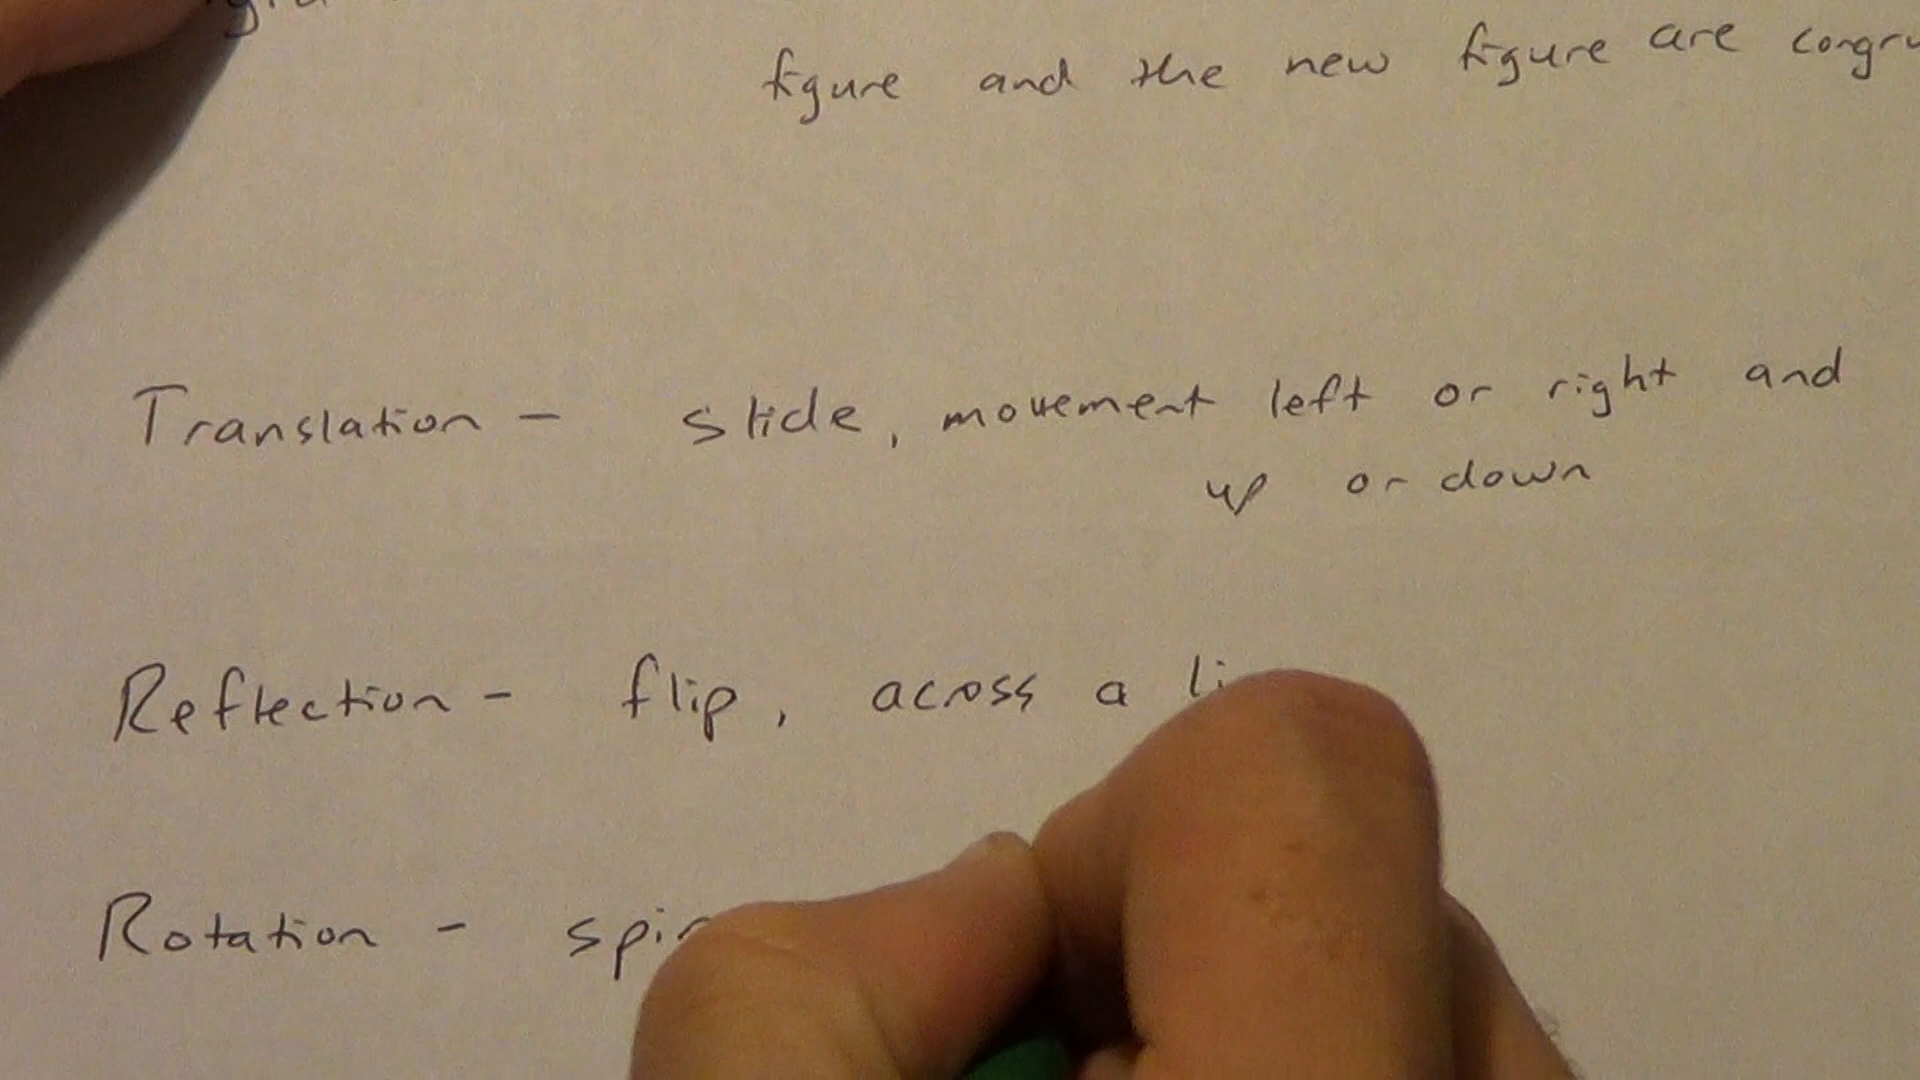 figure and the new figure are
Translation - slide, movement left or right and
up or down
Reflection - flip, across a
Rotation -